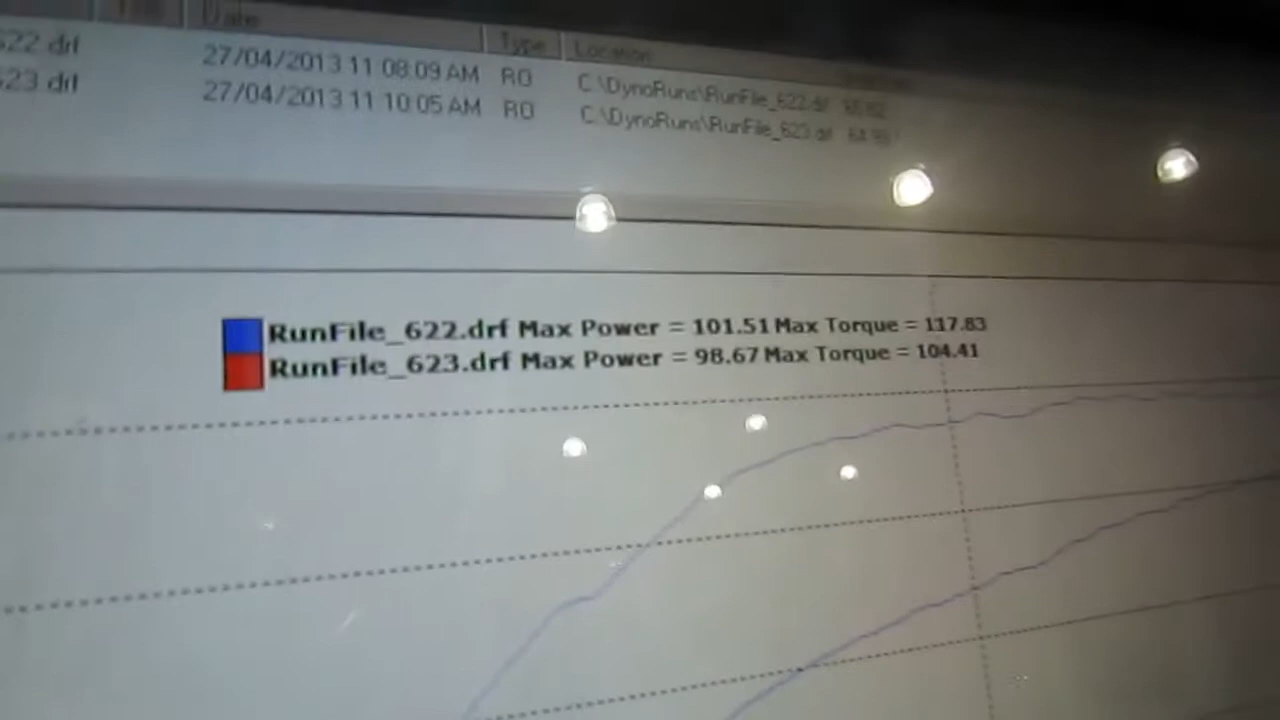 Date Type Location
622.drf 27/04/2013 11:08:09 AM RO C:\DynoRuns\RunFile_622.drf
623.drf 27/04/2013 11:10:05 AM RO C:\DynoRuns\RunFile_623.drf
RunFile_622.drf Max Power = 101.51 Max Torque = 117.83
RunFile_623.drf Max Power = 98.67 Max Torque = 104.41